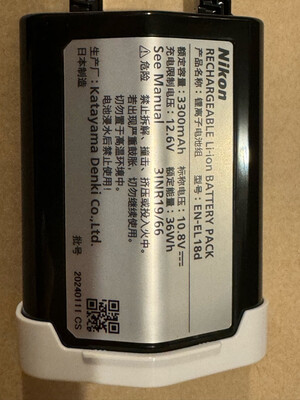 Nikon
RECHARGEABLE Li-ion BATTERY PACK
产品名称：锂离子电池组 型号：EN-EL18d
额定容量：3300mAh 标称电压：10.8V⎓
充电限制电压：12.6V 额定能量：36Wh
See Manual 3INR19/66
⚠危险 禁止拆解、撞击、挤压或投入火中。
若出现严重鼓胀，切勿继续使用。
切勿置于高温环境中。
电池浸水后禁止使用！
生产厂：Katayama Denki Co.,Ltd.
日本制造
批号 20240111 CS